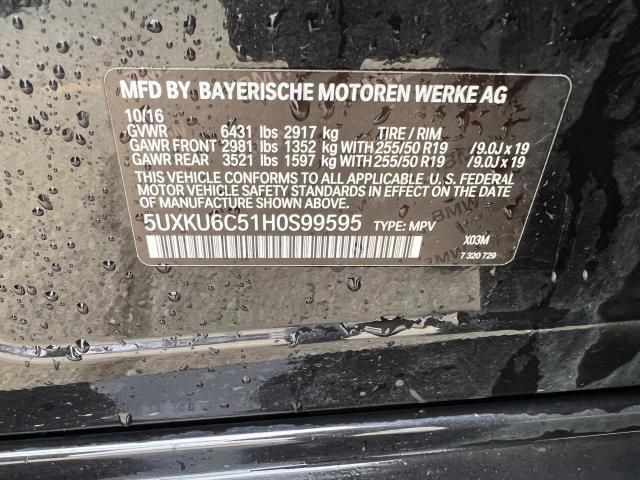 MFD BY BAYERISCHE MOTOREN WERKE AG
10/16
GVWR 6431 lbs 2917 kg TIRE / RIM
GAWR FRONT 2981 lbs 1352 kg WITH 255/50 R19 /9.0J x 19
GAWR REAR 3521 lbs 1597 kg WITH 255/50 R19 /9.0J x 19
THIS VEHICLE CONFORMS TO ALL APPLICABLE U.S. FEDERAL
MOTOR VEHICLE SAFETY STANDARDS IN EFFECT ON THE DATE OF
MANUFACTURE SHOWN ABOVE.
5UXKU6C51H0S99595 TYPE: MPV
X03M
7 320 729